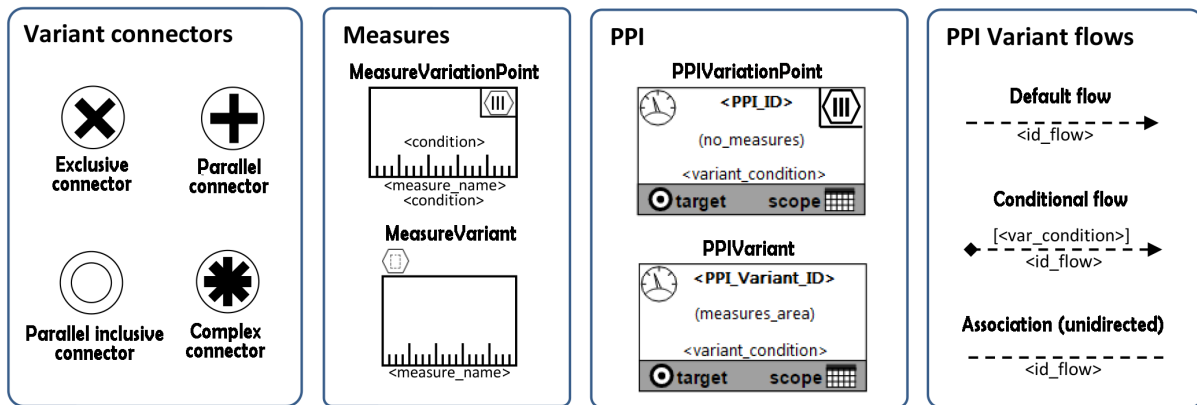 Variant connectors
Exclusive
connector
Parallel
connector
Parallel inclusive
connector
Complex
connector
Measures
MeasureVariationPoint
<condition>
<measure_name>
<condition>
MeasureVariant
<measure_name>
PPI
PPIVariationPoint
<PPI_ID>
(no_measures)
<variant_condition>
target scope
PPIVariant
<PPI_Variant_ID>
(measures_area)
<variant_condition>
target scope
PPI Variant flows
Default flow
<id_flow>
Conditional flow
[<var_condition>]
<id_flow>
Association (unidirected)
<id_flow>